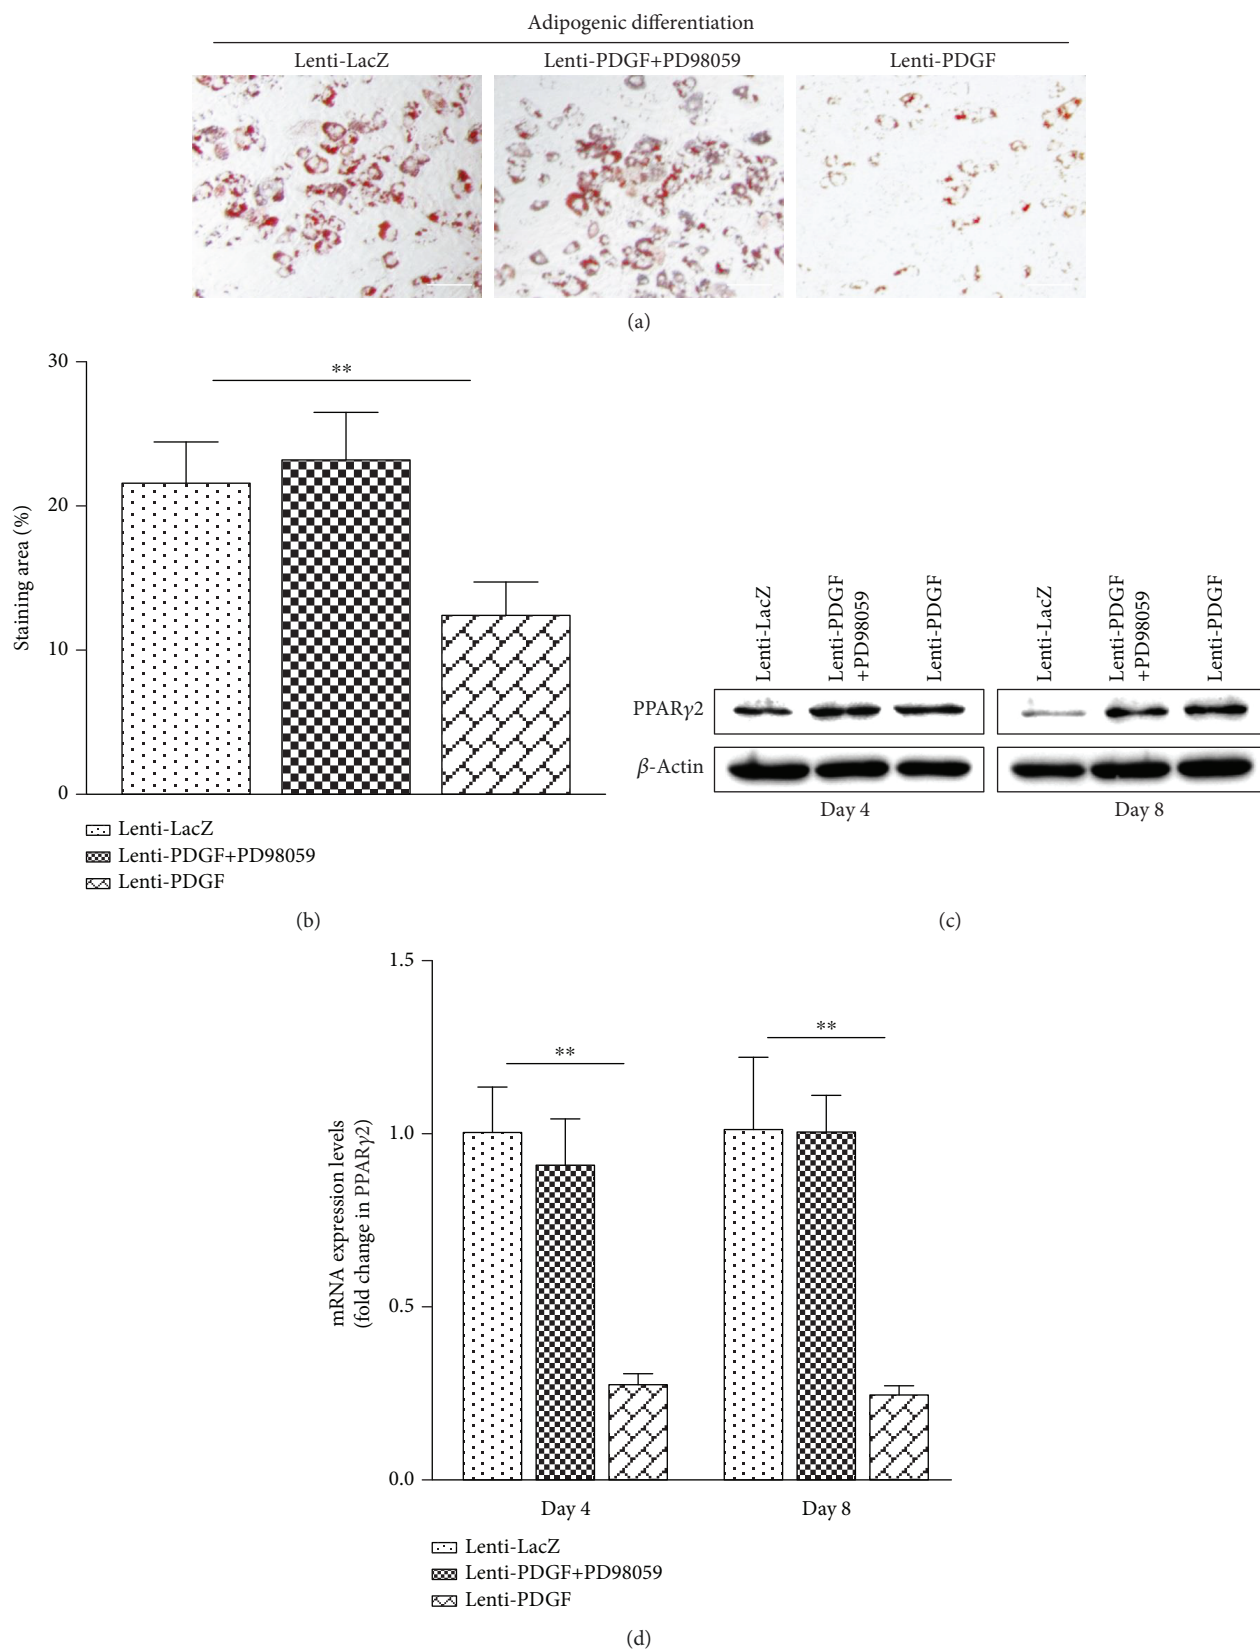 Adipogenic differentiation
Lenti-LacZ
Lenti-PDGF+PD98059
Lenti-PDGF
(a)
30
20
10
0
Staining area (%)
**
Lenti-LacZ
Lenti-PDGF+PD98059
Lenti-PDGF
(b)
Lenti-LacZ
Lenti-PDGF
+PD98059
Lenti-PDGF
Lenti-LacZ
Lenti-PDGF
+PD98059
Lenti-PDGF
PPARγ2
β-Actin
Day 4
Day 8
(c)
1.5
1.0
0.5
0.0
mRNA expression levels
(fold change in PPARγ2)
**
**
Day 4
Day 8
Lenti-LacZ
Lenti-PDGF+PD98059
Lenti-PDGF
(d)